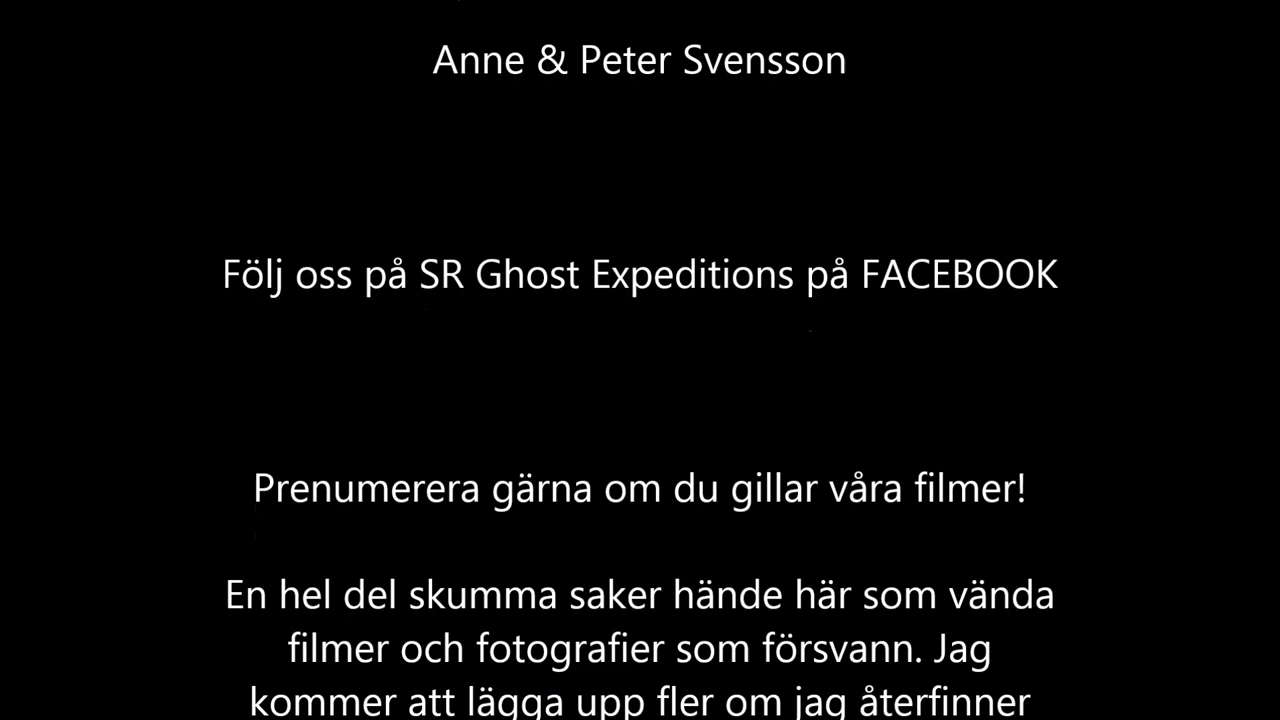 Anne & Peter Svensson
Följ oss på SR Ghost Expeditions på FACEBOOK
Prenumerera gärna om du gillar våra filmer!
En hel del skumma saker hände här som vända
filmer och fotografier som försvann. Jag
kommer att lägga upp fler om jag återfinner